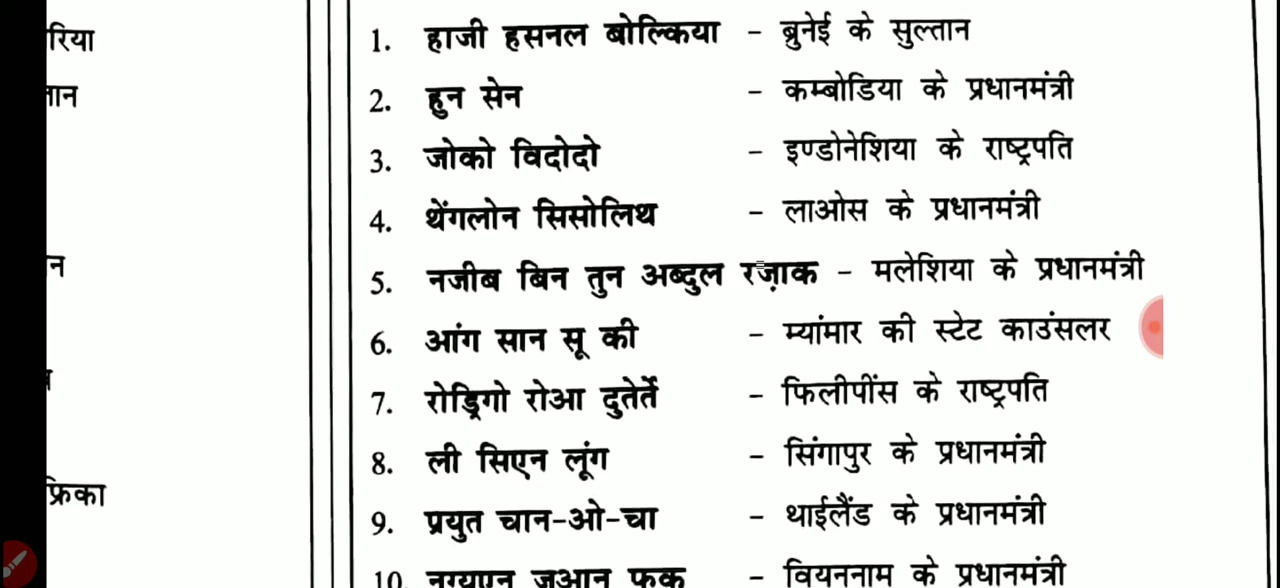 रिया
1. हाजी हसनल बोल्किया - ब्रुनेई के सुल्तान
2. हुन सेन - कम्बोडिया के प्रधानमंत्री
3. जोको विदोदो - इण्डोनेशिया के राष्ट्रपति
4. थेंगलोन सिसोलिथ - लाओस के प्रधानमंत्री
न
5. नजीब बिन तुन अब्दुल रज़ाक - मलेशिया के प्रधानमंत्री
6. आंग सान सू की - म्यांमार की स्टेट काउंसलर
7. रोड्रिगो रोआ दुतेर्ते - फिलीपींस के राष्ट्रपति
8. ली सिएन लूंग - सिंगापुर के प्रधानमंत्री
फ्रिका
9. प्रयुत चान-ओ-चा - थाईलैंड के प्रधानमंत्री
10. के प्रधानमंत्री